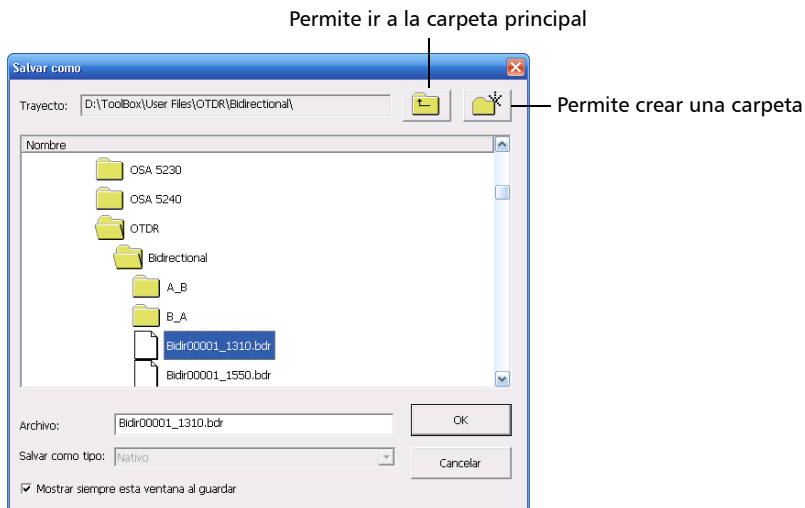 Permite ir a la carpeta principal
Salvar como
Trayecto: D:\ToolBox\User Files\OTDR\Bidirectional\
Permite crear una carpeta
Nombre
OSA 5230
OSA 5240
OTDR
Bidirectional
A_B
B_A
Bidir00001_1310.bdr
Bidir00001_1550.bdr
Archivo: Bidir00001_1310.bdr
OK
Salvar como tipo: Nativo
Cancelar
Mostrar siempre esta ventana al guardar